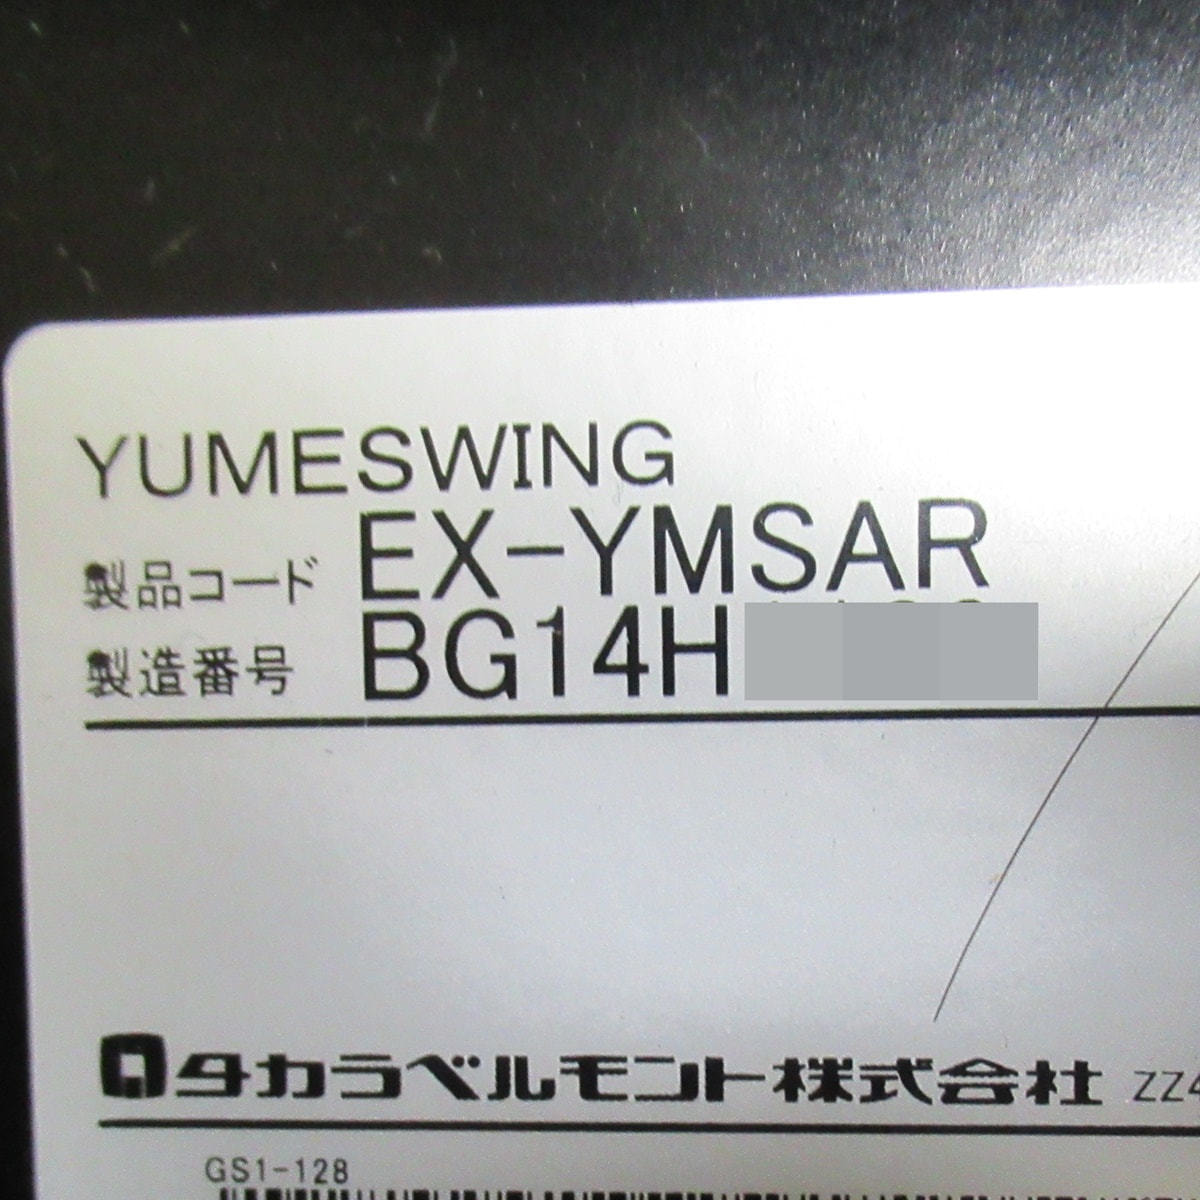 YUMESWING
製品コード EX-YMSAR
製造番号 BG14H
タカラベルモント株式会社 ZZ4
GS1-128